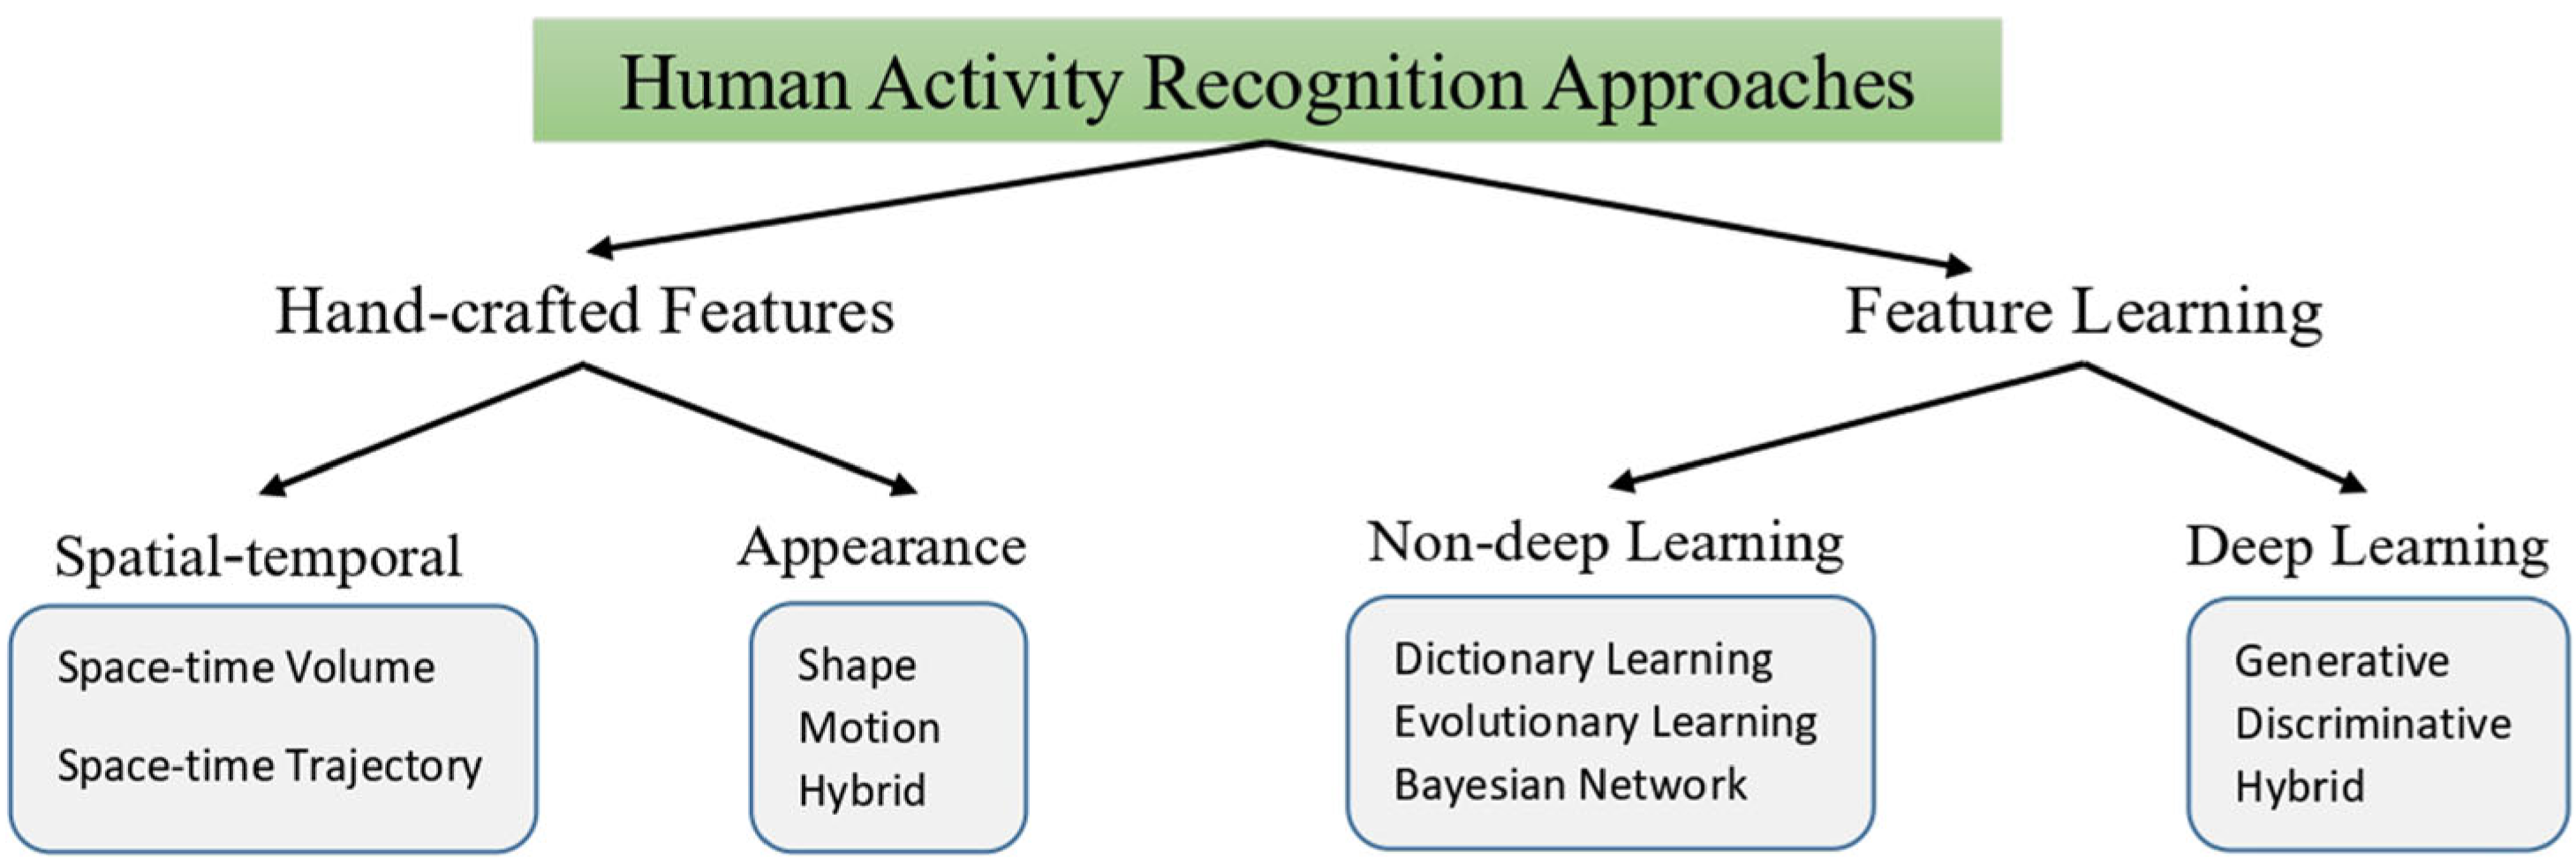 Human Activity Recognition Approaches
Hand-crafted Features
Feature Learning
Spatial-temporal
Space-time Volume
Space-time Trajectory
Appearance
Shape
Motion
Hybrid
Non-deep Learning
Dictionary Learning
Evolutionary Learning
Bayesian Network
Deep Learning
Generative
Discriminative
Hybrid